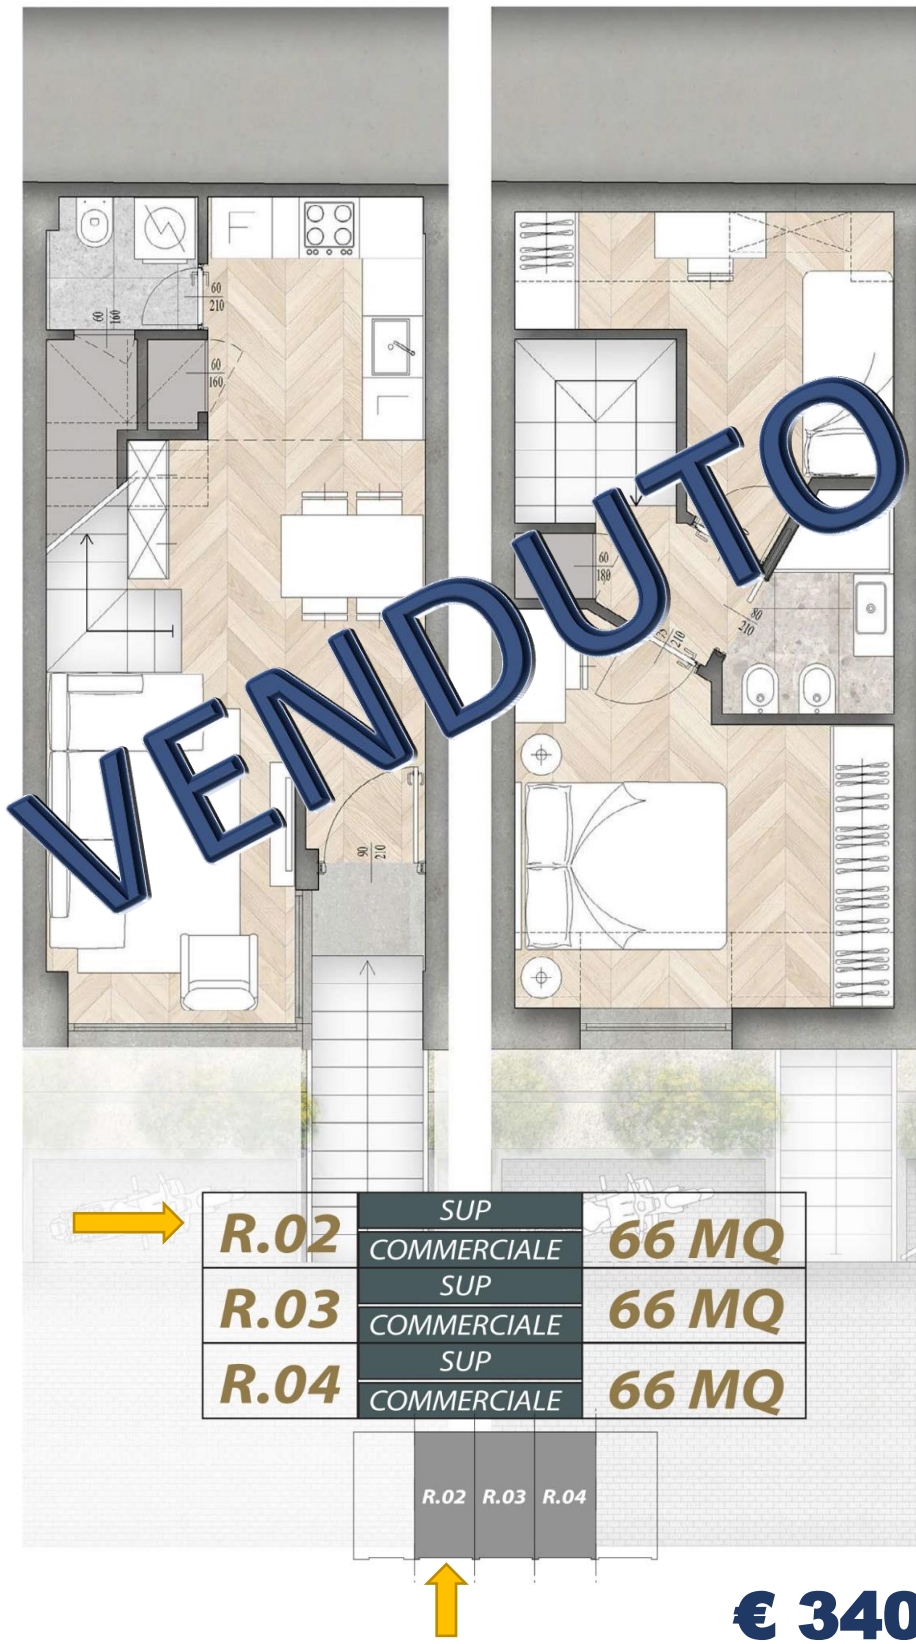 F
60
210
60
160
60
160
VENDUTO
60
180
80
210
210
90
210
R.02 SUP COMMERCIALE 66 MQ
R.03 SUP COMMERCIALE 66 MQ
R.04 SUP COMMERCIALE 66 MQ
R.02 R.03 R.04
€ 340